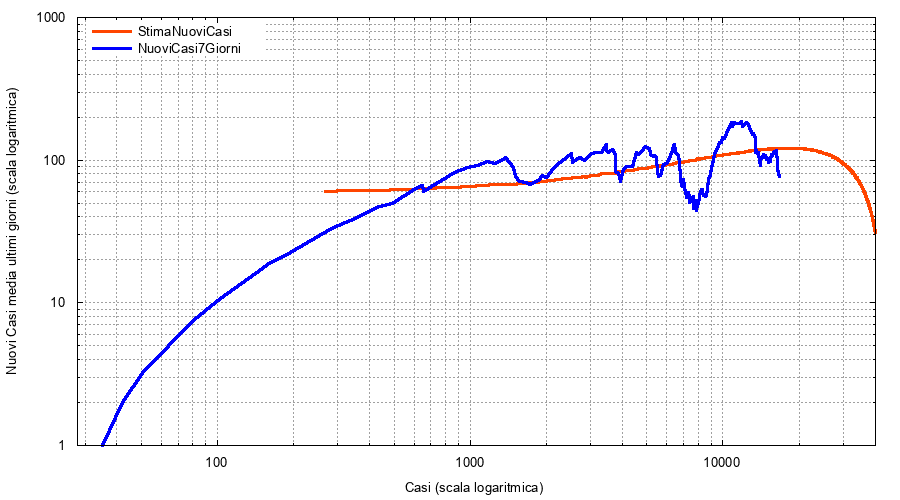 1000
StimaNuoviCasi
NuoviCasi7Giorni
100
10
1
Nuovi Casi media ultimi giorni (scala logaritmica)
100
1000
10000
Casi (scala logaritmica)